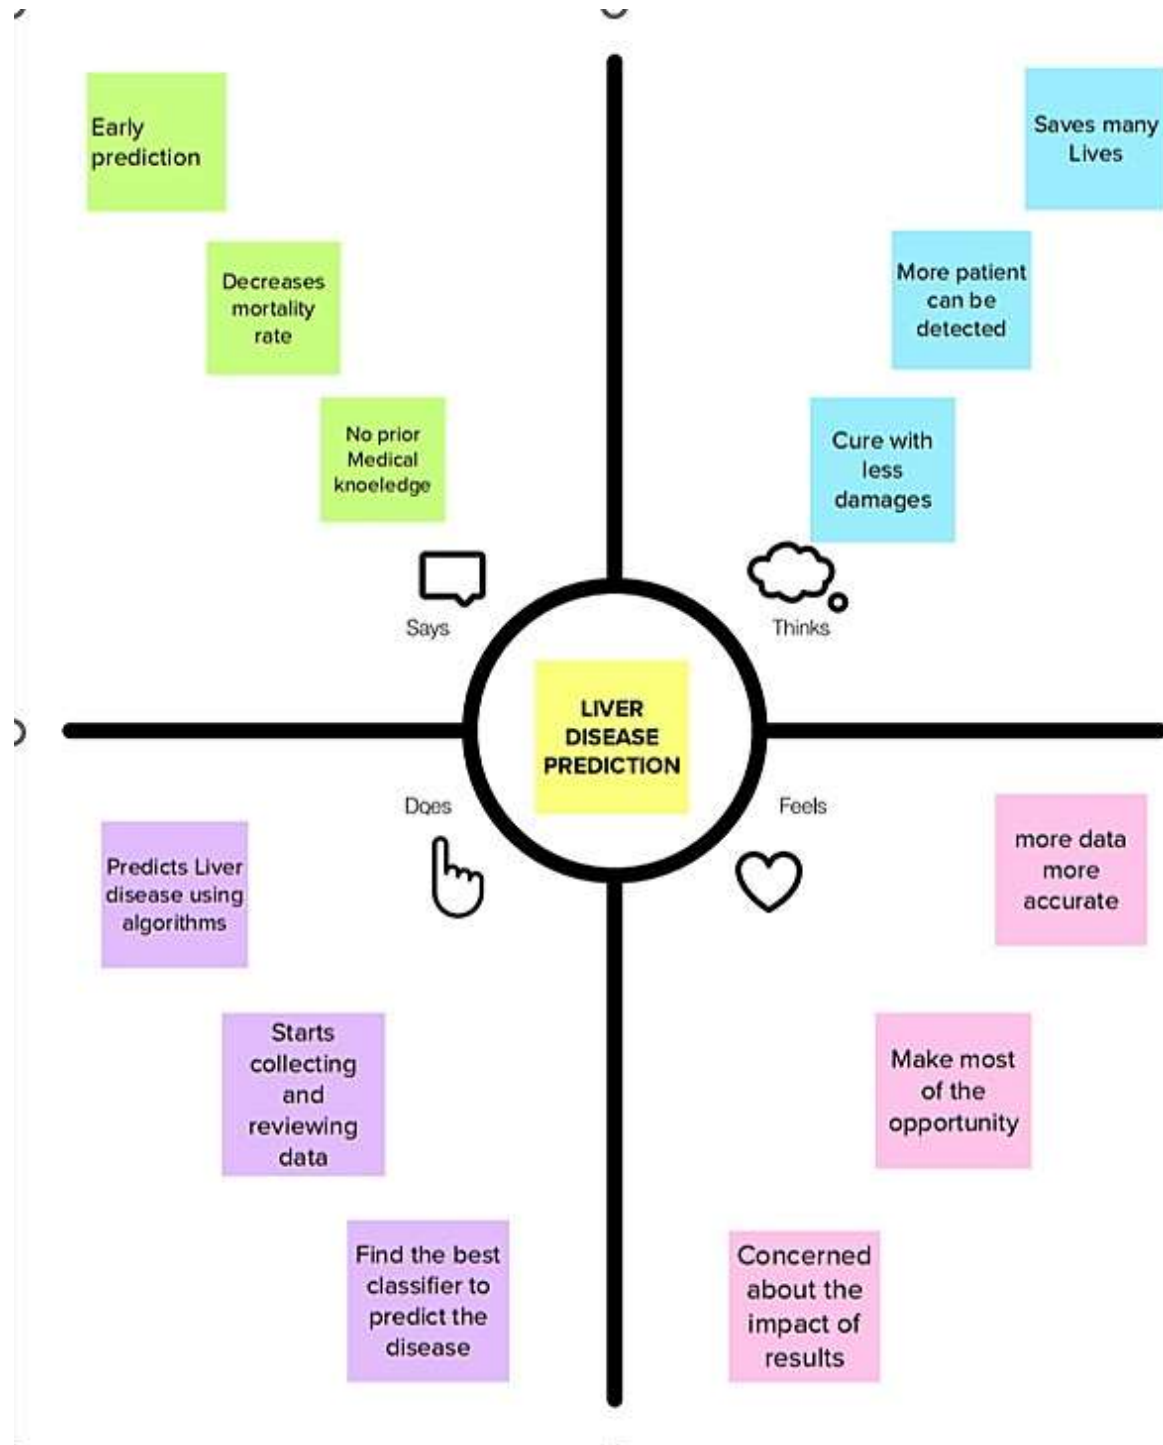 Early
prediction
Decreases
mortality
rate
No prior
Medical
knoeledge
Says
Saves many
Lives
More patient
can be
detected
Cure with
less
damages
Thinks
LIVER
DISEASE
PREDICTION
Does
Predicts Liver
disease using
algorithms
Starts
collecting
and
reviewing
data
Find the best
classifier to
predict the
disease
Feels
more data
more
accurate
Make most
of the
opportunity
Concerned
about the
impact of
results